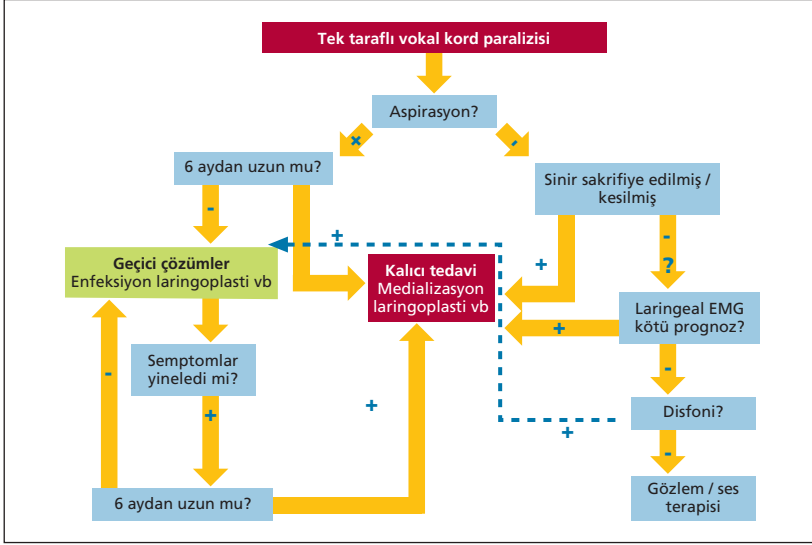 Tek taraflı vokal kord paralizisi
Aspirasyon?
+
-
6 aydan uzun mu?
Sinir sakrifiye edilmiş /
kesilmiş
-
-
?
+
+
Geçici çözümler
Enfeksiyon laringoplasti vb
Kalıcı tedavi
Medializasyon
laringoplasti vb
Laringeal EMG
kötü prognoz?
+
-
Semptomlar
yineledi mi?
-
+
+
Disfoni?
+
-
6 aydan uzun mu?
Gözlem / ses
terapisi